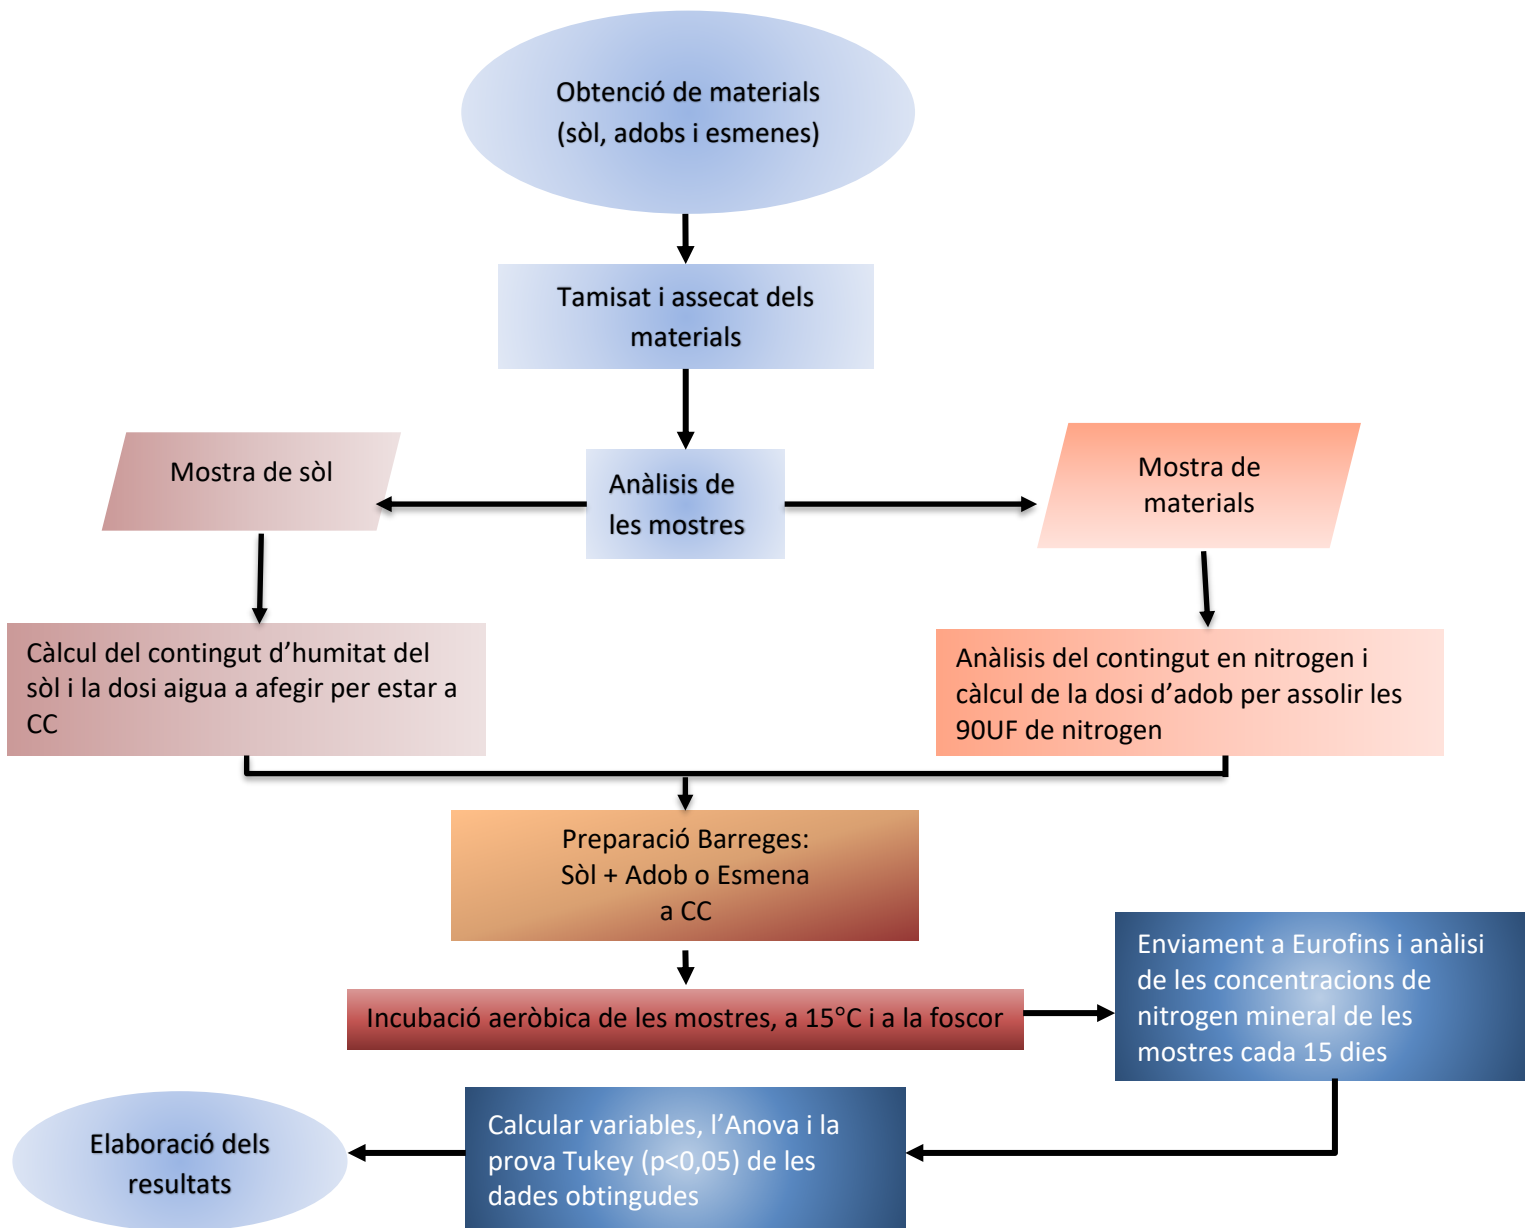 Obtenció de materials
(sòl, adobs i esmenes)
Tamisat i assecat dels
materials
Anàlisis de
les mostres
Mostra de sòl
Mostra de
materials
Càlcul del contingut d’humitat del
sòl i la dosi aigua a afegir per estar a
CC
Anàlisis del contingut en nitrogen i
càlcul de la dosi d’adob per assolir les
90UF de nitrogen
Preparació Barreges:
Sòl + Adob o Esmena
a CC
Incubació aeròbica de les mostres, a 15°C i a la foscor
Enviament a Eurofins i anàlisi
de les concentracions de
nitrogen mineral de les
mostres cada 15 dies
Calcular variables, l’Anova i la
prova Tukey (p<0,05) de les
dades obtingudes
Elaboració dels
resultats